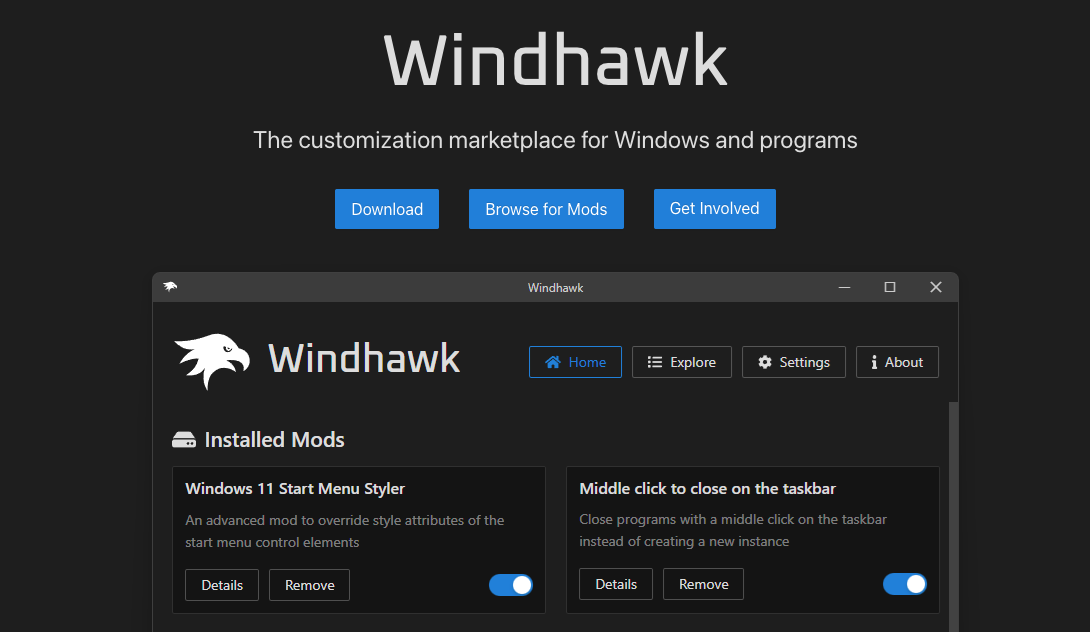 Windhawk
The customization marketplace for Windows and programs
Download
Browse for Mods
Get Involved
Windhawk
Windhawk
Home
Explore
Settings
About
Installed Mods
Windows 11 Start Menu Styler
An advanced mod to override style attributes of the
start menu control elements
Details
Remove
Middle click to close on the taskbar
Close programs with a middle click on the taskbar
instead of creating a new instance
Details
Remove